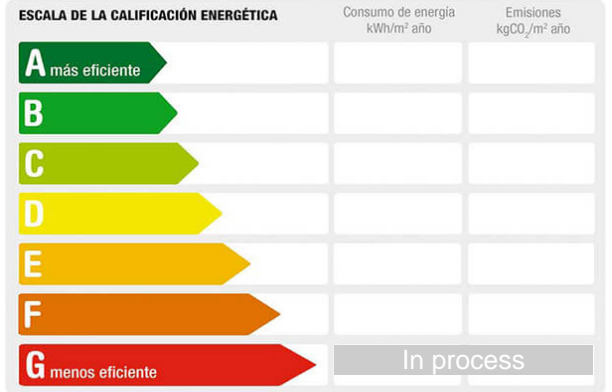 ESCALA DE LA CALIFICACIÓN ENERGÉTICA
Consumo de energía
kWh/m² año
Emisiones
kgCO₂/m² año
A más eficiente
B
C
D
E
F
G menos eficiente
In process